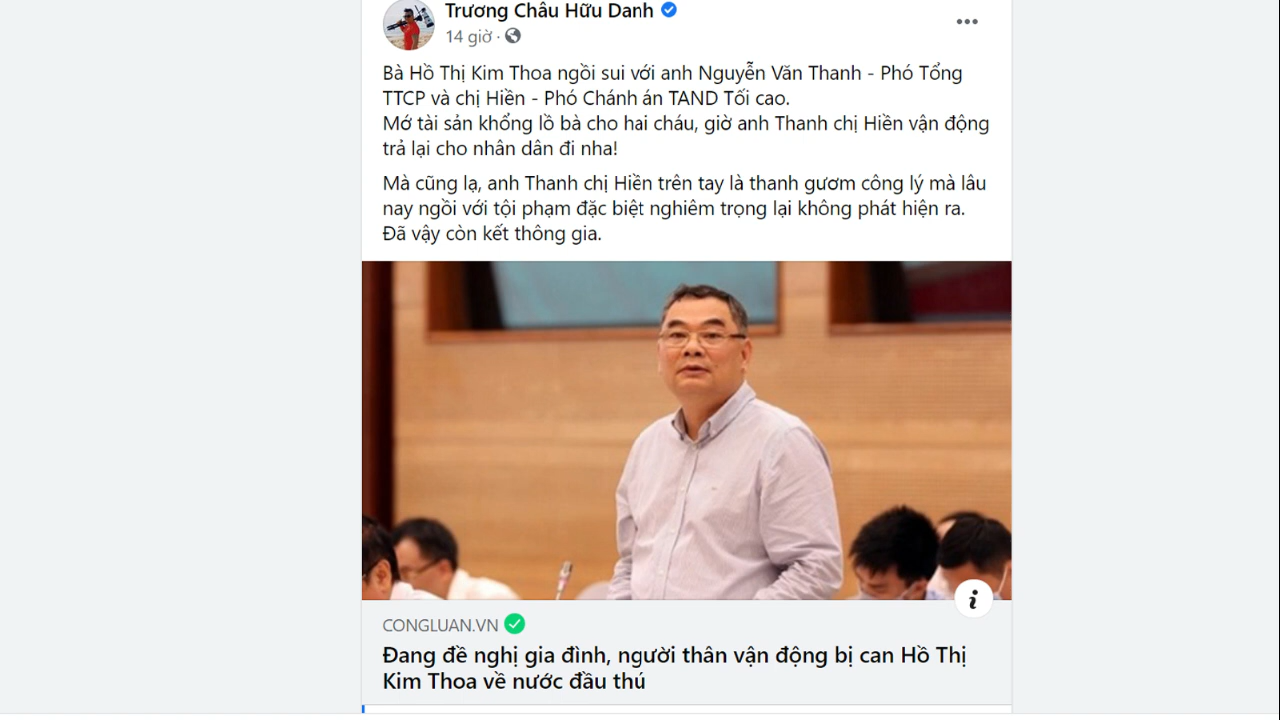 Trương Châu Hữu Danh
14 giờ ·
Bà Hồ Thị Kim Thoa ngồi sui với anh Nguyễn Văn Thanh - Phó Tổng
TTCP và chị Hiền - Phó Chánh án TAND Tối cao.
Mớ tài sản khổng lồ bà cho hai cháu, giờ anh Thanh chị Hiền vận động
trả lại cho nhân dân đi nha!
Mà cũng lạ, anh Thanh chị Hiền trên tay là thanh gươm công lý mà lâu
nay ngồi với tội phạm đặc biệt nghiêm trọng lại không phát hiện ra.
Đã vậy còn kết thông gia.
CONGLUAN.VN
Đang đề nghị gia đình, người thân vận động bị can Hồ Thị
Kim Thoa về nước đầu thú